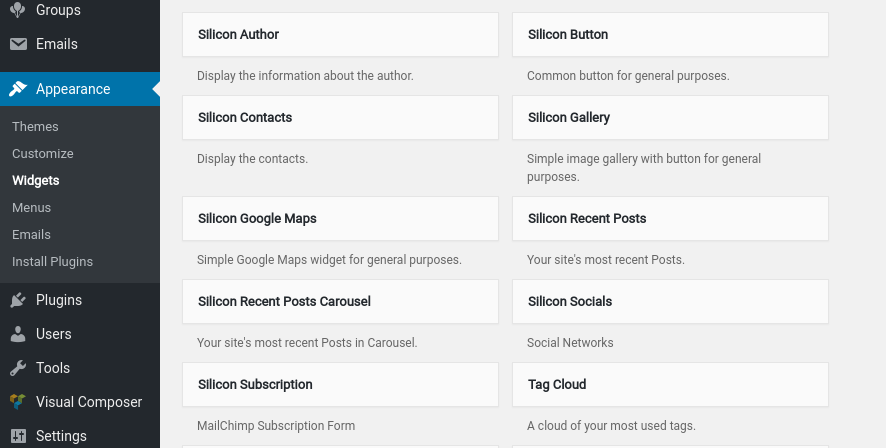 Groups
Emails
Appearance
Themes
Customize
Widgets
Menus
Emails
Install Plugins
Plugins
Users
Tools
Visual Composer
Settings
Silicon Author
Display the information about the author.
Silicon Button
Common button for general purposes.
Silicon Contacts
Display the contacts.
Silicon Gallery
Simple image gallery with button for general
purposes.
Silicon Google Maps
Simple Google Maps widget for general purposes.
Silicon Recent Posts
Your site's most recent Posts.
Silicon Recent Posts Carousel
Your site's most recent Posts in Carousel.
Silicon Socials
Social Networks
Silicon Subscription
MailChimp Subscription Form
Tag Cloud
A cloud of your most used tags.